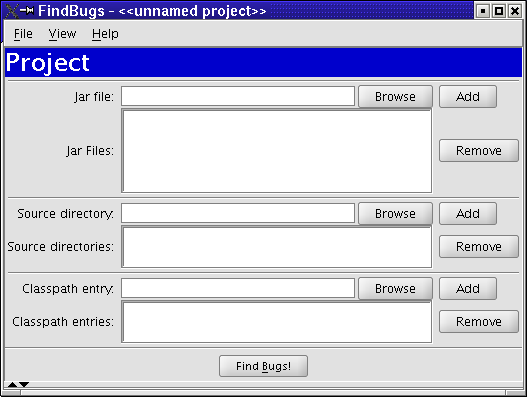 FindBugs - <<unnamed project>>
File View Help
Project
Jar file: Browse Add
Jar Files: Remove
Source directory: Browse Add
Source directories: Remove
Classpath entry: Browse Add
Classpath entries: Remove
Find Bugs!